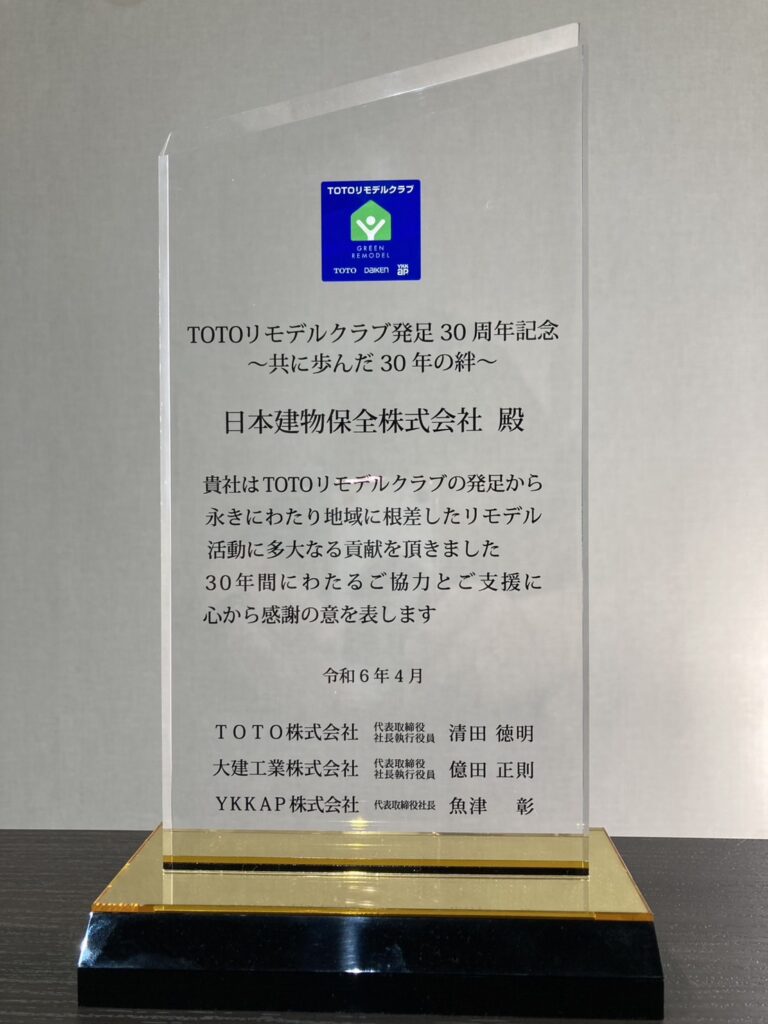 TOTOリモデルクラブ
GREEN
REMODEL
TOTO DAIKEN YKK ap
TOTOリモデルクラブ発足30周年記念
～共に歩んだ30年の絆～
日本建物保全株式会社 殿
貴社はTOTOリモデルクラブの発足から
永きにわたり地域に根差したリモデル
活動に多大なる貢献を頂きました
30年間にわたるご協力とご支援に
心から感謝の意を表します
令和6年4月
TOTO株式会社 代表取締役 社長執行役員 清田 徳明
大建工業株式会社 代表取締役 社長執行役員 億田 正則
YKKAP株式会社 代表取締役社長 魚津 彰